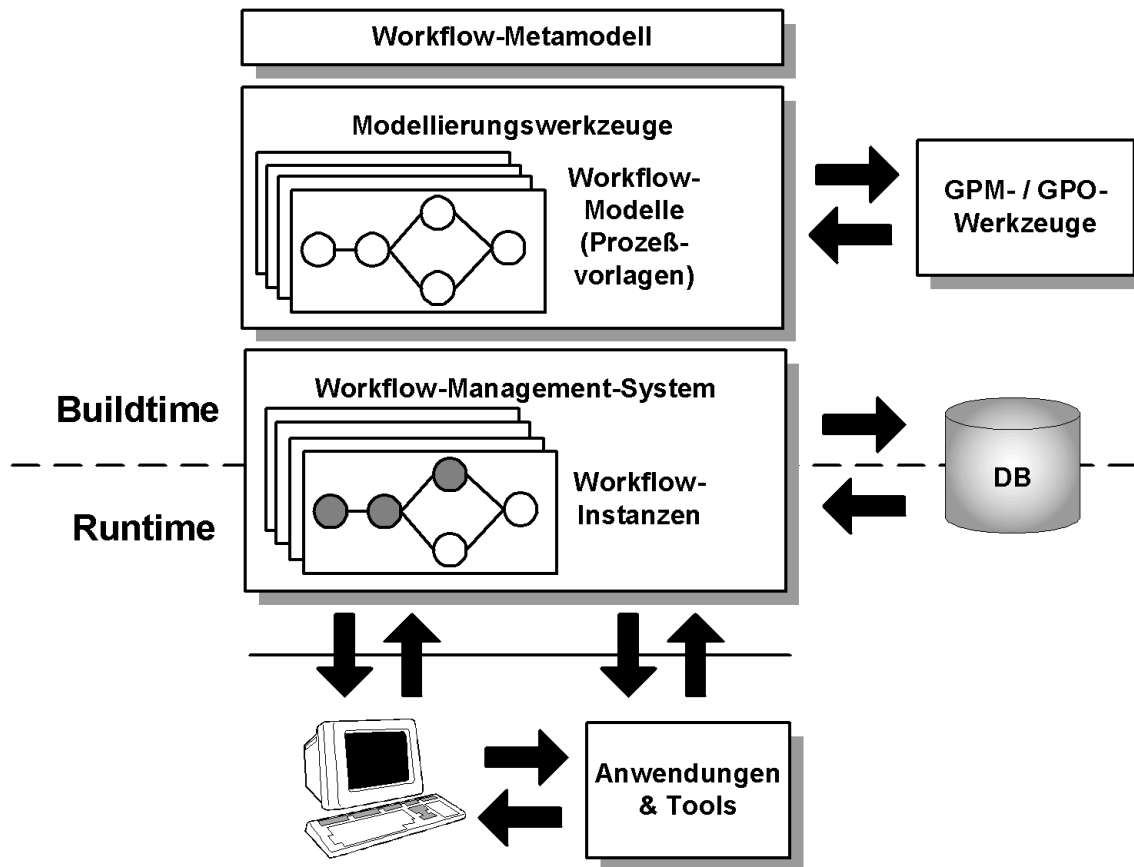 Workflow-Metamodell
Modellierungswerkzeuge
Workflow-
Modelle
(Prozeß-
vorlagen)
GPM- / GPO-
Werkzeuge
Workflow-Management-System
Buildtime
Runtime
Workflow-
Instanzen
DB
Anwendungen
& Tools